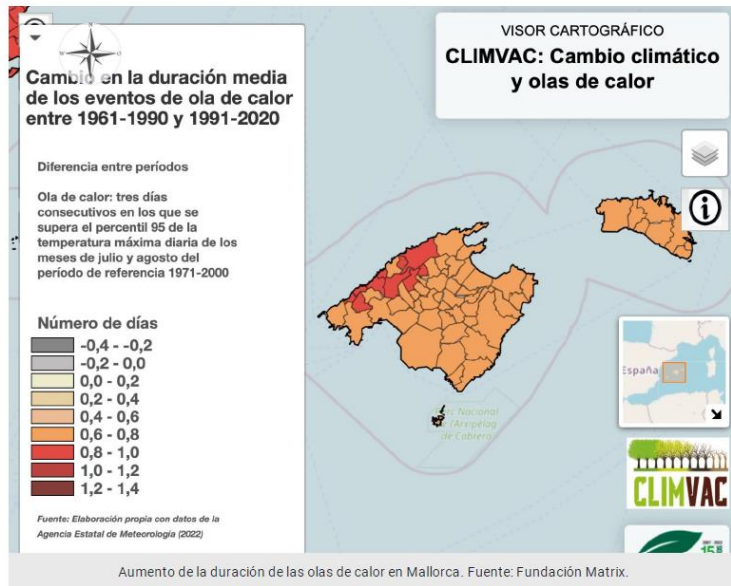 VISOR CARTOGRÁFICO
CLIMVAC: Cambio climático
y olas de calor
Cambio en la duración media
de los eventos de ola de calor
entre 1961-1990 y 1991-2020
Diferencia entre períodos
Ola de calor: tres días
consecutivos en los que se
supera el percentil 95 de la
temperatura máxima diaria de los
meses de julio y agosto del
período de referencia 1971-2000
Número de días
-0,4 - -0,2
-0,2 - 0,0
0,0 - 0,2
0,2 - 0,4
0,4 - 0,6
0,6 - 0,8
0,8 - 1,0
1,0 - 1,2
1,2 - 1,4
Fuente: Elaboración propia con datos de la
Agencia Estatal de Meteorología (2022)
Parc Nacional
de l'Arxipèlag
de Cabrera
España
CLIMVAC
Aumento de la duración de las olas de calor en Mallorca. Fuente: Fundación Matrix.